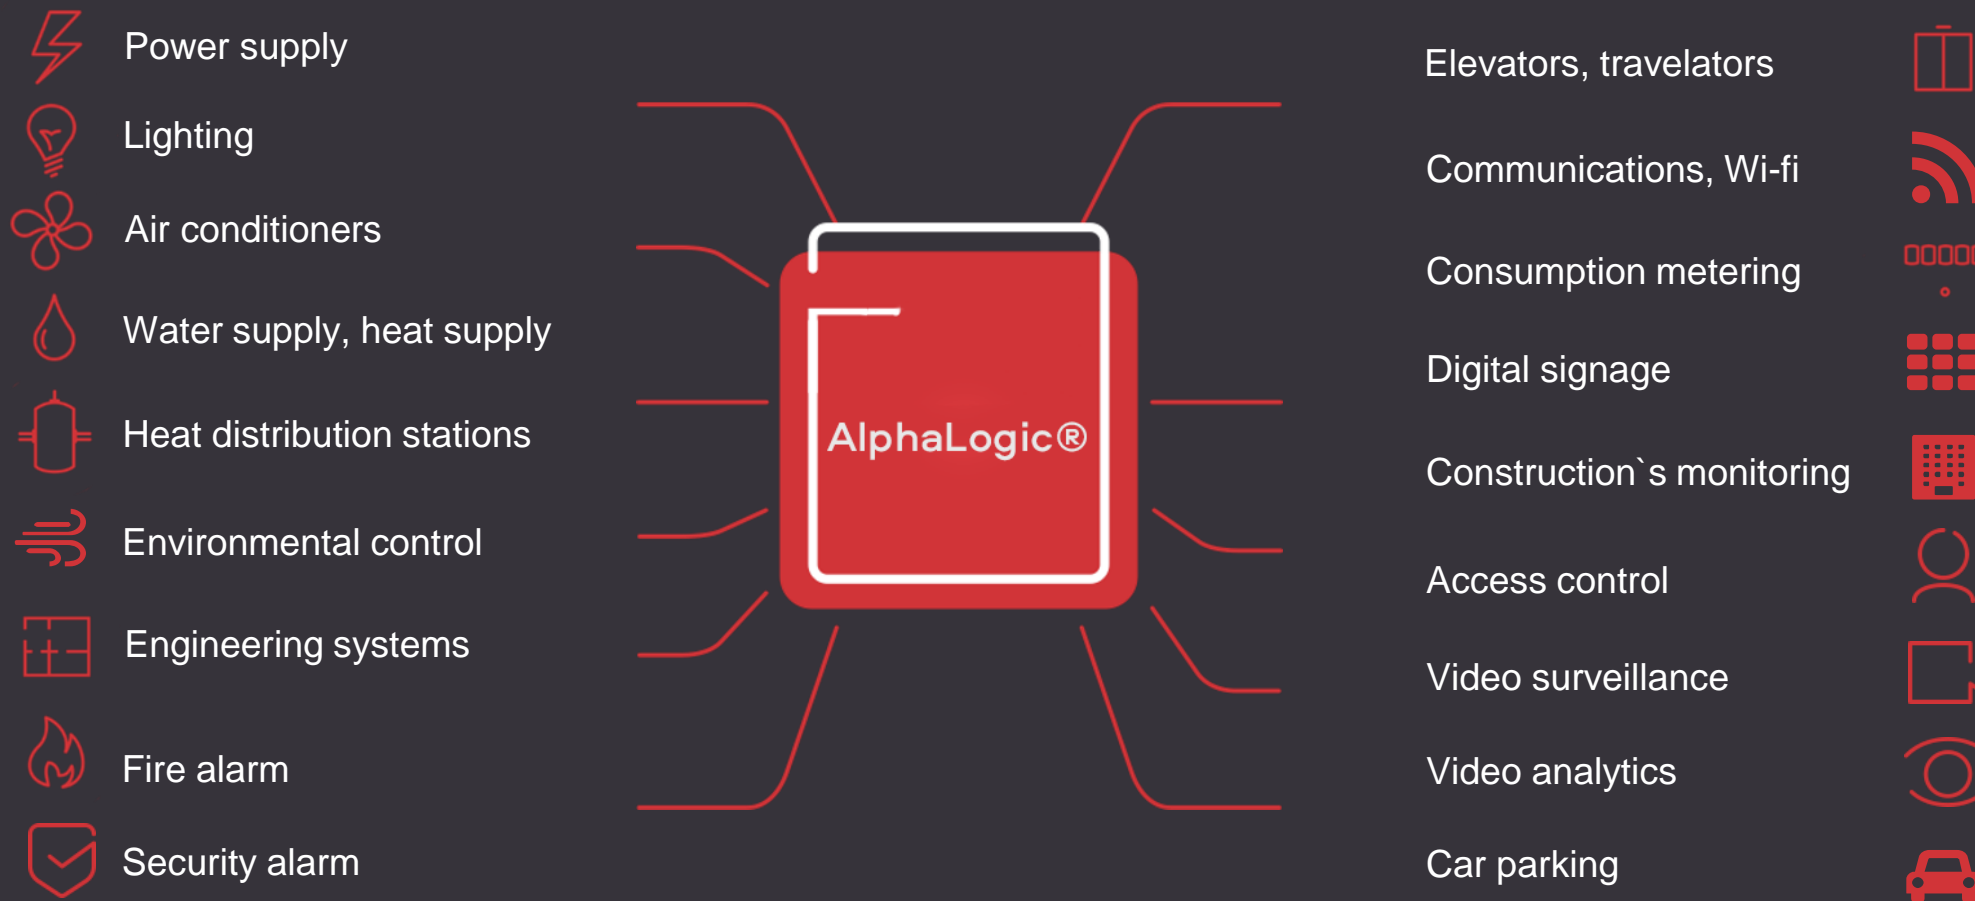 Power supply
Lighting
Air conditioners
Water supply, heat supply
Heat distribution stations
Environmental control
Engineering systems
Fire alarm
Security alarm
AlphaLogic®
Elevators, travelators
Communications, Wi-fi
Consumption metering
Digital signage
Construction`s monitoring
Access control
Video surveillance
Video analytics
Car parking